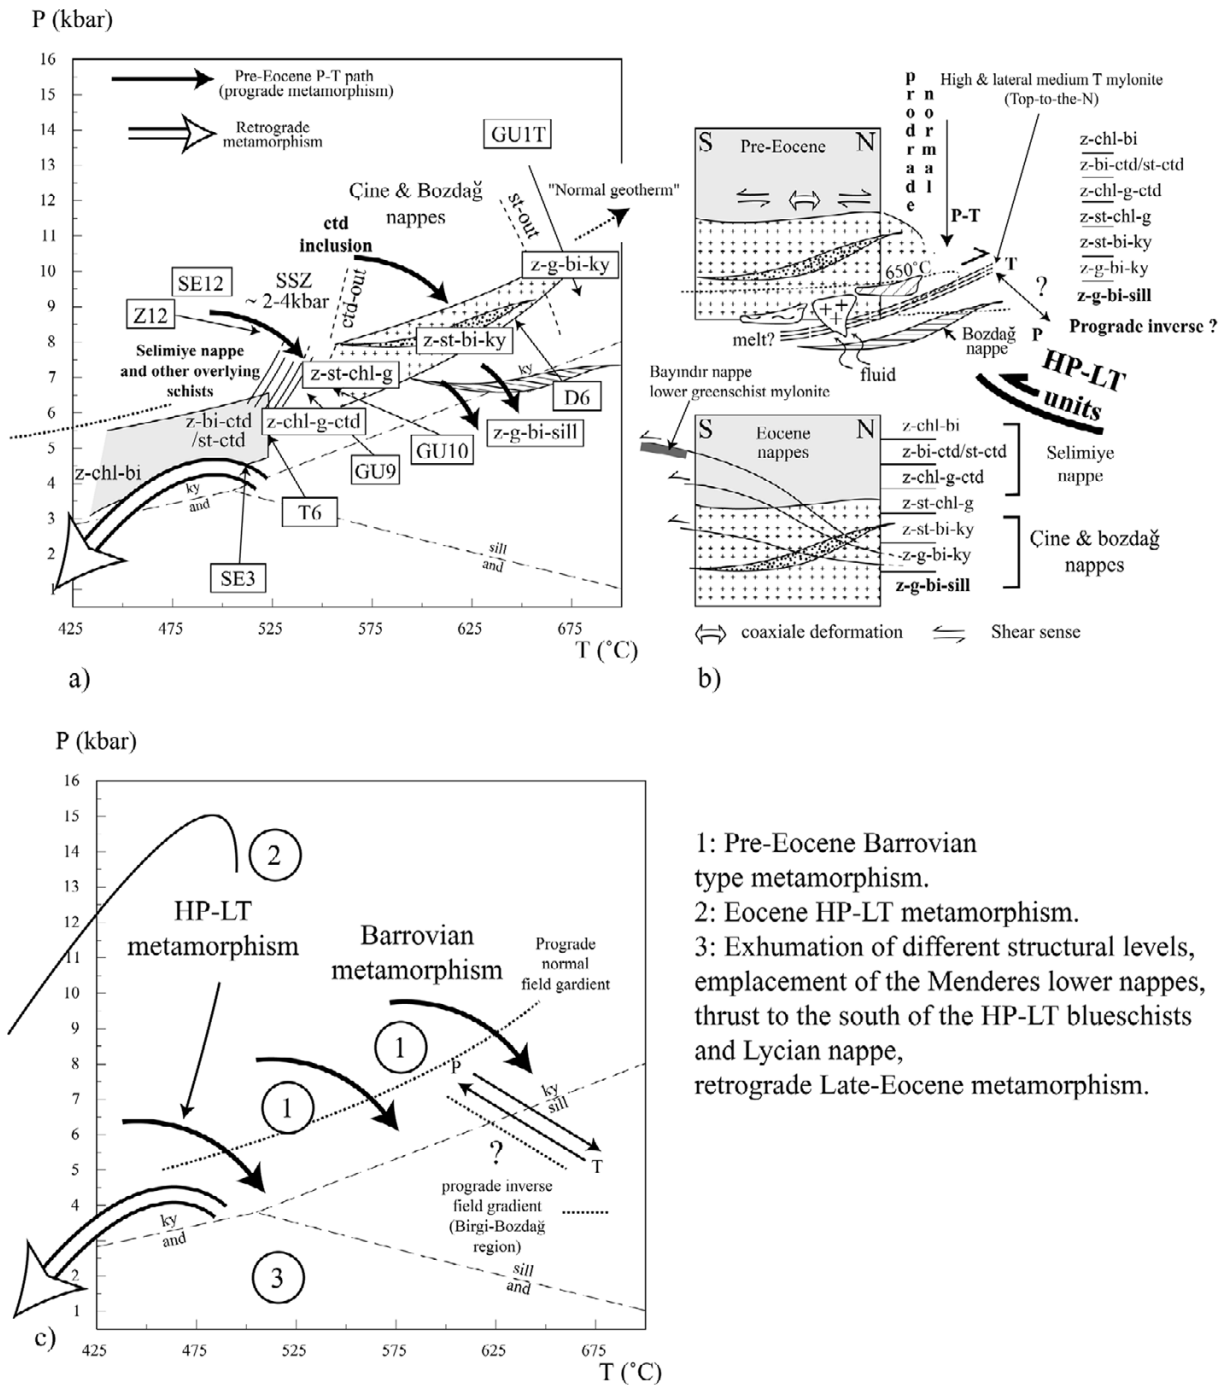 P (kbar)
16
15
14
13
12
11
10
9
8
7
6
5
4
3
2
1
Pre-Eocene P-T path
(prograde metamorphism)
Retrograde
metamorphism
GU1T
Çine & Bozdağ
nappes
"Normal geotherm"
st-out
ctd
inclusion
z-g-bi-ky
SE12
SSZ
~ 2-4kbar
ctd-out
Z12
z-st-bi-ky
Selimiye nappe
and other overlying
schists
z-st-chl-g
ky
D6
z-bi-ctd
/st-ctd
z-chl-g-ctd
z-g-bi-sill
GU10
z-chl-bi
GU9
ky
and
T6
sill
and
SE3
425
475
525
575
625
675
T (˚C)
a)
prodrade
normal
High & lateral medium T mylonite
(Top-to-the-N)
S
Pre-Eocene
N
z-chl-bi
z-bi-ctd/st-ctd
z-chl-g-ctd
z-st-chl-g
z-st-bi-ky
z-g-bi-ky
z-g-bi-sill
P-T
650˚C
T
?
P
Prograde inverse ?
melt?
Bozdağ
nappe
fluid
HP-LT
units
Bayındır nappe
lower greenschist mylonite
S
Eocene
nappes
N
z-chl-bi
z-bi-ctd/st-ctd
z-chl-g-ctd
z-st-chl-g
z-st-bi-ky
z-g-bi-ky
z-g-bi-sill
Selimiye
nappe
Çine & bozdağ
nappes
coaxiale deformation
Shear sense
b)
P (kbar)
16
15
14
13
12
11
10
9
8
7
6
5
4
2
1
2
HP-LT
metamorphism
Barrovian
metamorphism
Prograde
normal
field gardient
1
1
P
ky
sill
?
T
prograde inverse
field gradient
(Birgi-Bozdağ
region)
ky
and
3
sill
and
425
475
525
575
625
675
T (˚C)
c)
1: Pre-Eocene Barrovian
type metamorphism.
2: Eocene HP-LT metamorphism.
3: Exhumation of different structural levels,
emplacement of the Menderes lower nappes,
thrust to the south of the HP-LT blueschists
and Lycian nappe,
retrograde Late-Eocene metamorphism.